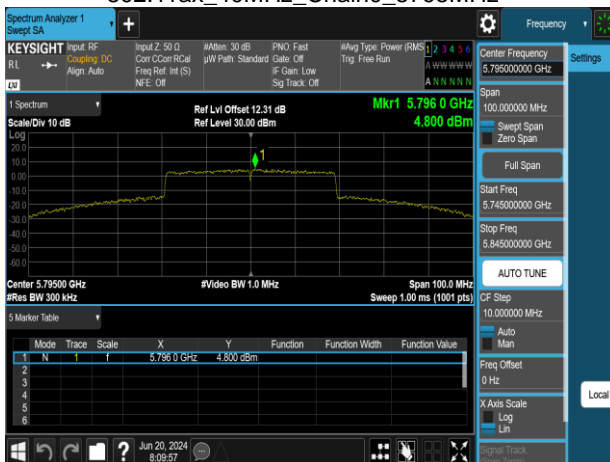 Spectrum Analyzer 1
Swept SA
Frequency
KEYSIGHT
RL
Input: RF
Coupling: DC
Align: Auto
Input Z: 50 Ω
Corr CCorr RCal
Freq Ref: Int (S)
NFE: Off
#Atten: 30 dB
µW Path: Standard
PNO: Fast
Gate: Off
IF Gain: Low
Sig Track: Off
#Avg Type: Power (RMS
Trig: Free Run
1 2 3 4 5 6
A W W W W W
A N N N N N
LXI
1 Spectrum
Scale/Div 10 dB
Ref Lvl Offset 12.31 dB
Ref Level 30.00 dBm
Mkr1 5.796 0 GHz
4.800 dBm
Log
20.0
10.0
0.00
-10.0
-20.0
-30.0
-40.0
-50.0
-60.0
1
Center 5.79500 GHz
#Res BW 300 kHz
#Video BW 1.0 MHz
Span 100.0 MHz
Sweep 1.00 ms (1001 pts)
5 Marker Table
Mode Trace Scale X Y Function Function Width Function Value
1 N 1 f 5.796 0 GHz 4.800 dBm
2
3
4
5
6
Jun 20, 2024
8:09:57
?
Center Frequency
5.795000000 GHz
Settings
Span
100.000000 MHz
Swept Span
Zero Span
Full Span
Start Freq
5.745000000 GHz
Stop Freq
5.845000000 GHz
AUTO TUNE
CF Step
10.000000 MHz
Auto
Man
Freq Offset
0 Hz
X Axis Scale
Log
Lin
Local
Signal Track